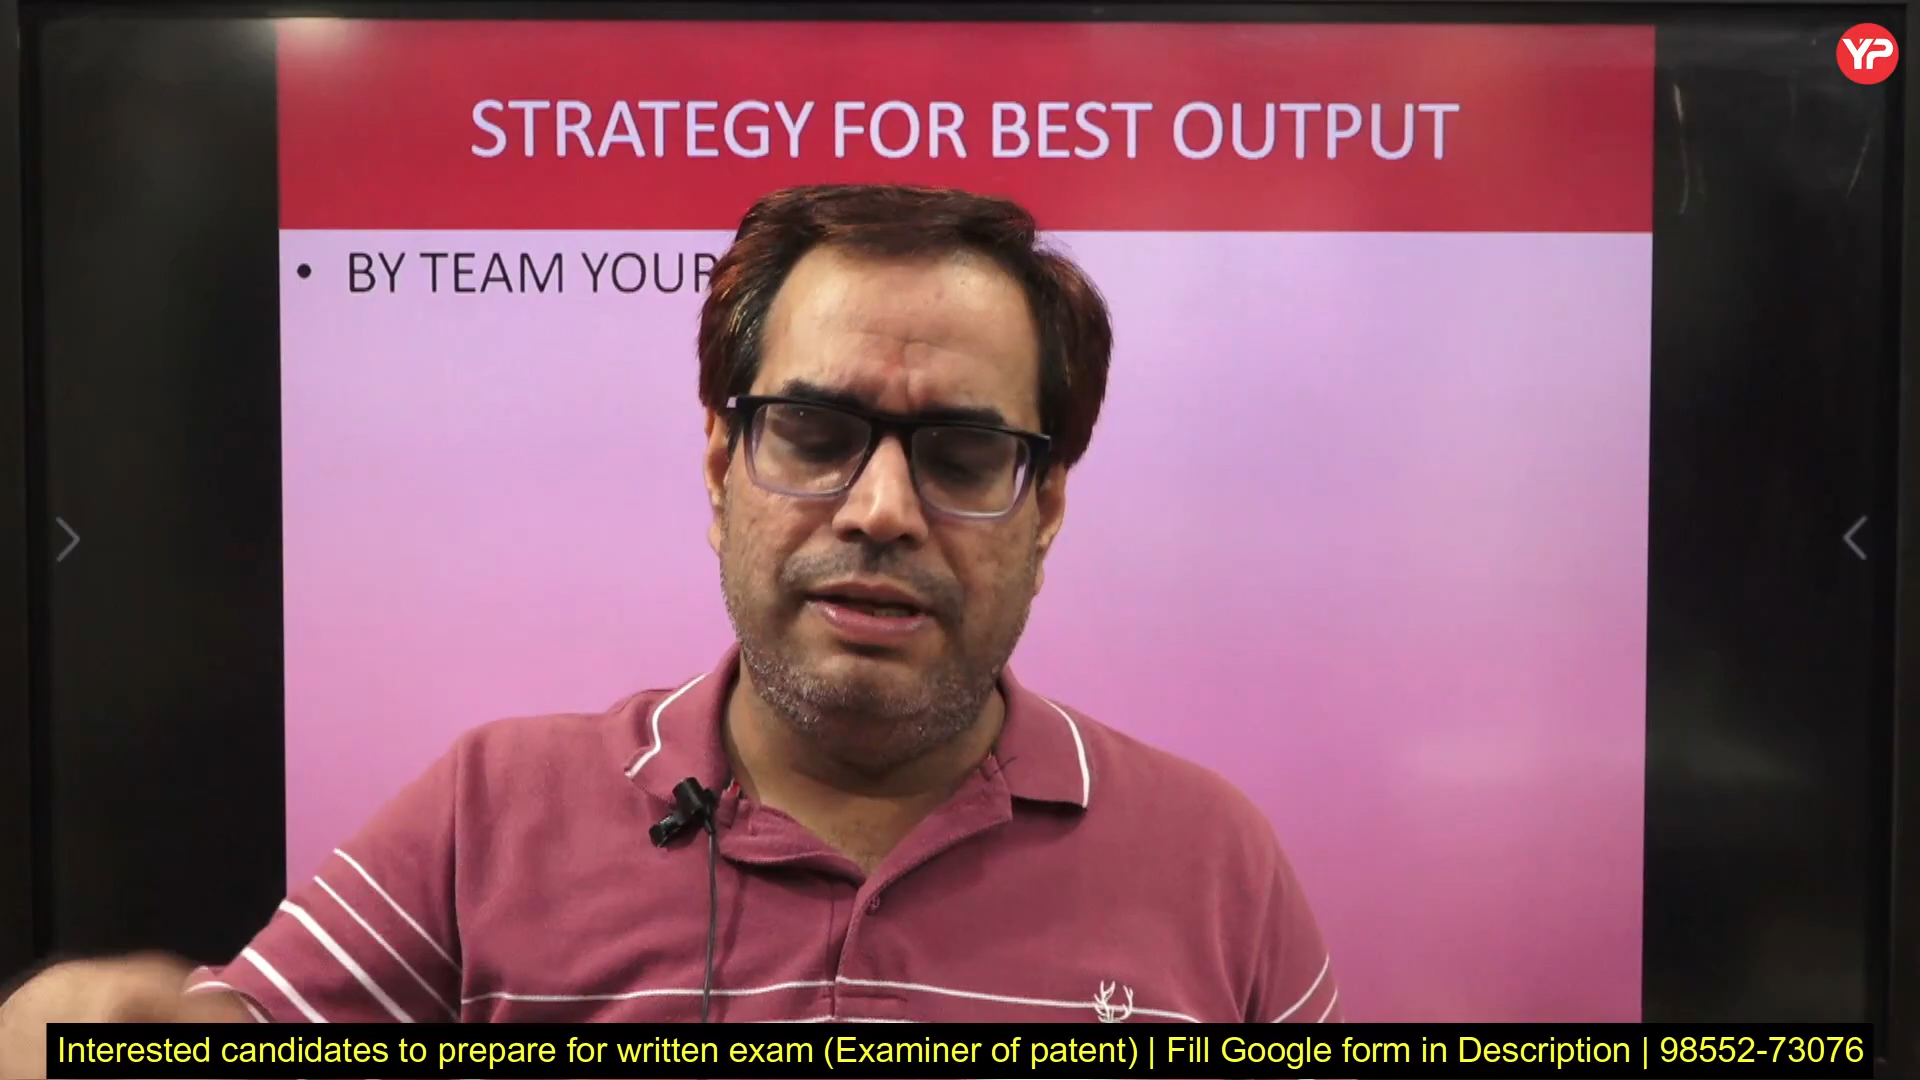 YP
STRATEGY FOR BEST OUTPUT
• BY TEAM YOUR
Interested candidates to prepare for written exam (Examiner of patent) | Fill Google form in Description | 98552-73076